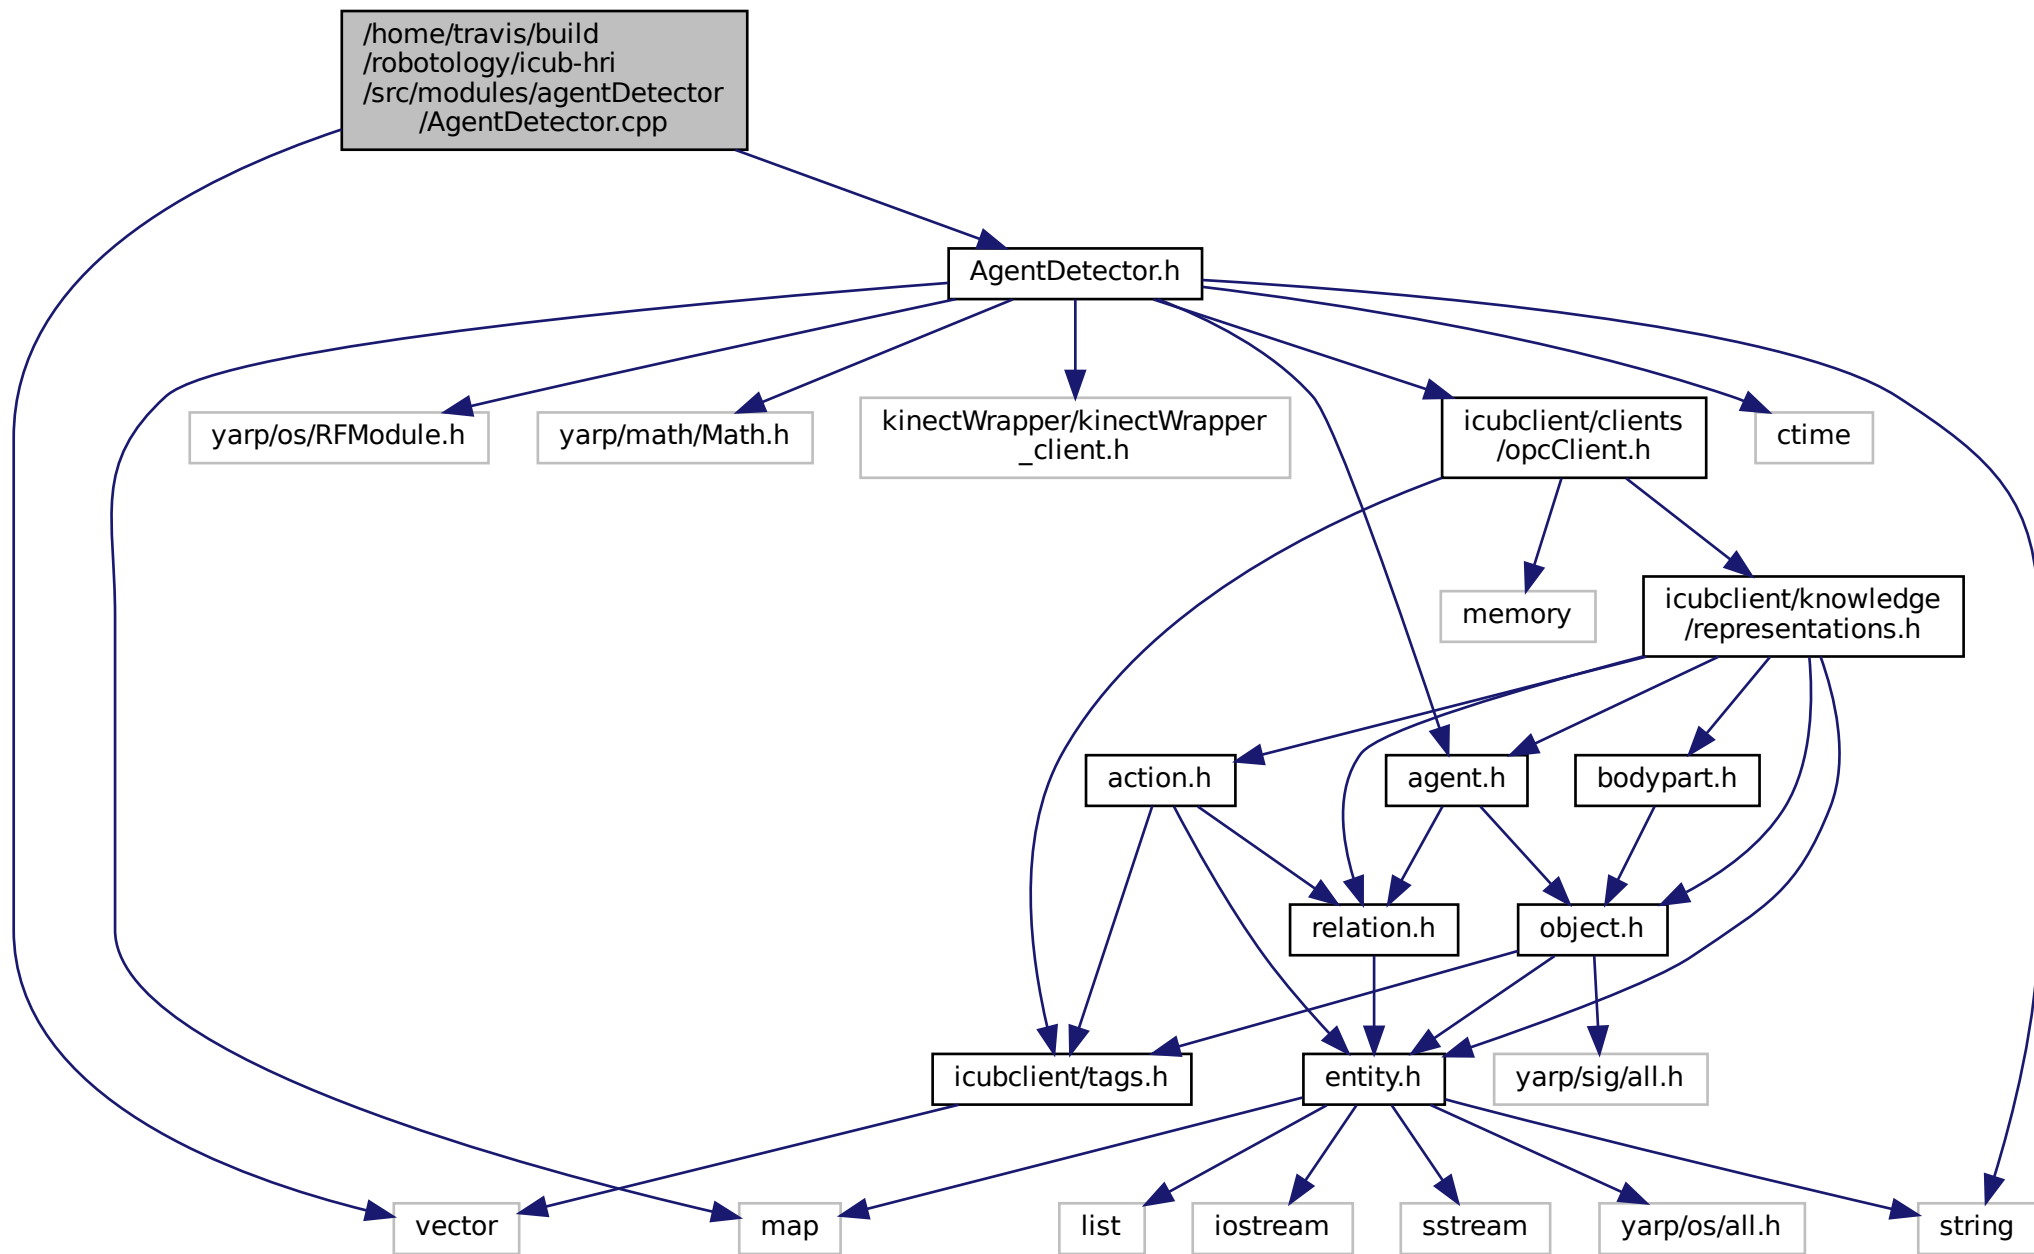 /home/travis/build
/robotology/icub-hri
/src/modules/agentDetector
/AgentDetector.cpp
AgentDetector.h
yarp/os/RFModule.h
yarp/math/Math.h
kinectWrapper/kinectWrapper
_client.h
icubclient/clients
/opcClient.h
ctime
memory
icubclient/knowledge
/representations.h
action.h
agent.h
bodypart.h
relation.h
object.h
icubclient/tags.h
entity.h
yarp/sig/all.h
vector
map
list
iostream
sstream
yarp/os/all.h
string